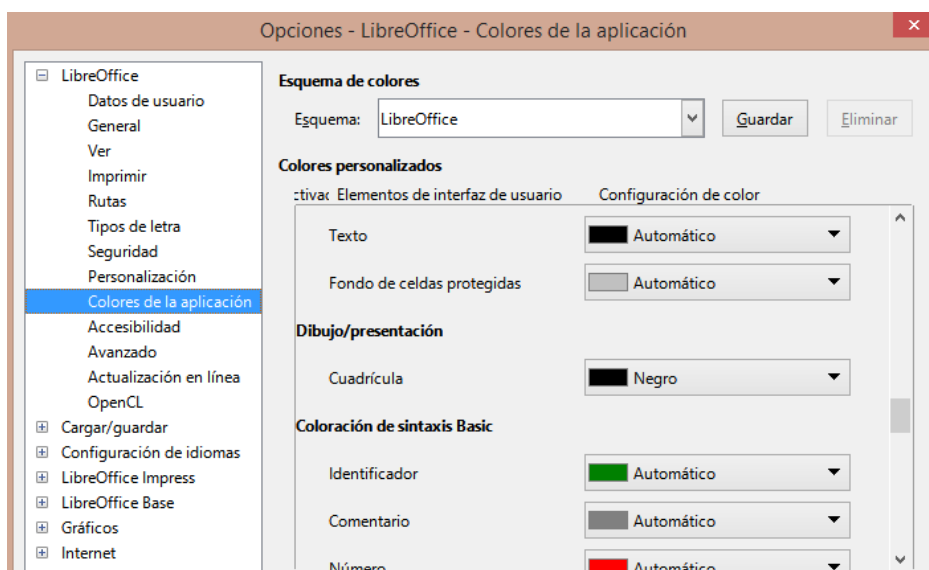 Opciones - LibreOffice - Colores de la aplicación
LibreOffice
Datos de usuario
General
Ver
Imprimir
Rutas
Tipos de letra
Seguridad
Personalización
Colores de la aplicación
Accesibilidad
Avanzado
Actualización en línea
OpenCL
Cargar/guardar
Configuración de idiomas
LibreOffice Impress
LibreOffice Base
Gráficos
Internet
Esquema de colores
Esquema: LibreOffice Guardar Eliminar
Colores personalizados
ctivac Elementos de interfaz de usuario Configuración de color
Texto Automático
Fondo de celdas protegidas Automático
Dibujo/presentación
Cuadrícula Negro
Coloración de sintaxis Basic
Identificador Automático
Comentario Automático
Número Automático